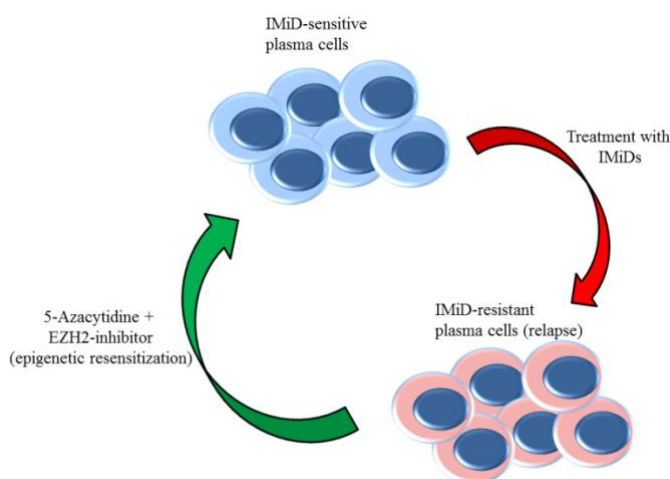 IMiD-sensitive
plasma cells
Treatment with
IMiDs
IMiD-resistant
plasma cells (relapse)
5-Azacytidine +
EZH2-inhibitor
(epigenetic resensitization)